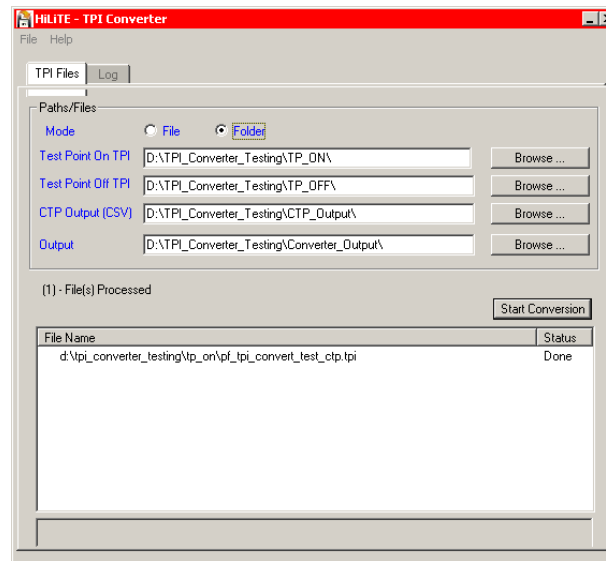 HiLiTE - TPI Converter
File Help
TPI Files Log
Paths/Files
Mode File Folder
Test Point On TPI D:\TPI_Converter_Testing\TP_ON\ Browse ...
Test Point Off TPI D:\TPI_Converter_Testing\TP_OFF\ Browse ...
CTP Output (CSV) D:\TPI_Converter_Testing\CTP_Output\ Browse ...
Output D:\TPI_Converter_Testing\Converter_Output\ Browse ...
(1) - File(s) Processed
Start Conversion
File Name Status
d:\tpi_converter_testing\tp_on\pf_tpi_convert_test_ctp.tpi Done